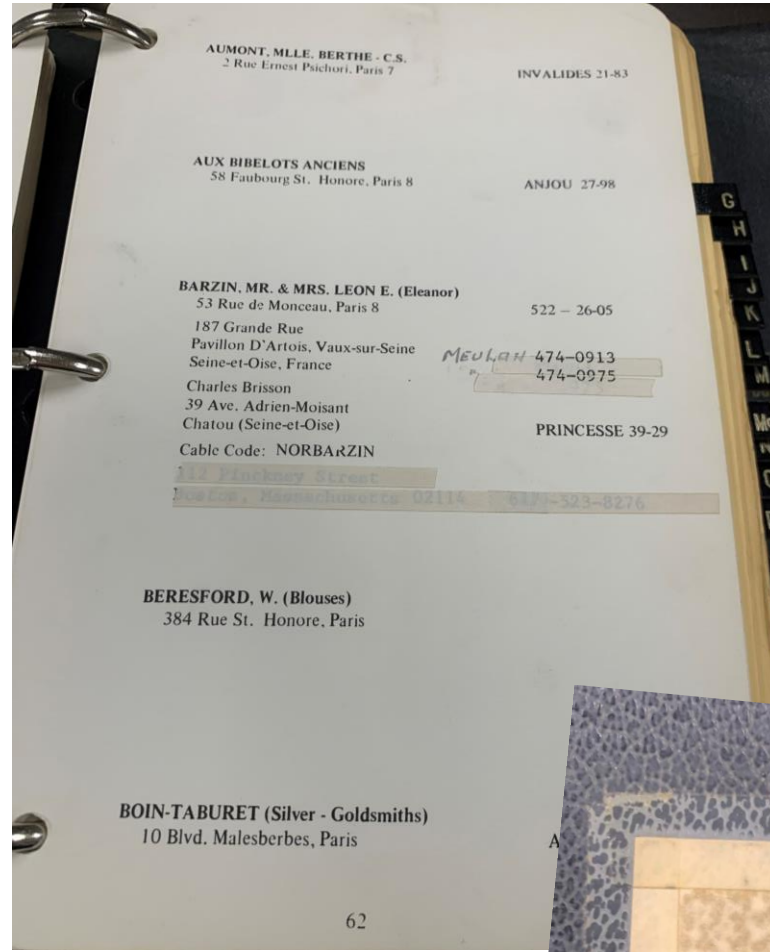 AUMONT, MLLE, BERTHE - C.S.
2 Rue Ernest Psichori, Paris 7 INVALIDES 21-83
AUX BIBELOTS ANCIENS
58 Faubourg St. Honore, Paris 8 ANJOU 27-98
BARZIN, MR. & MRS. LEON E. (Eleanor)
53 Rue de Monceau, Paris 8 522 - 26-05
187 Grande Rue
Pavillon D'Artois, Vaux-sur-Seine MEULAN 474-0913
Seine-et-Oise, France 474-0975
Charles Brisson
39 Ave. Adrien-Moisant
Chatou (Seine-et-Oise) PRINCESSE 39-29
Cable Code: NORBARZIN
112 Pinckney Street
Boston, Massachusetts 02114 617-523-8276
BERESFORD, W. (Blouses)
384 Rue St. Honore, Paris
BOIN-TABURET (Silver - Goldsmiths)
10 Blvd. Malesberbes, Paris A
62
G
H
I
J
K
L
M